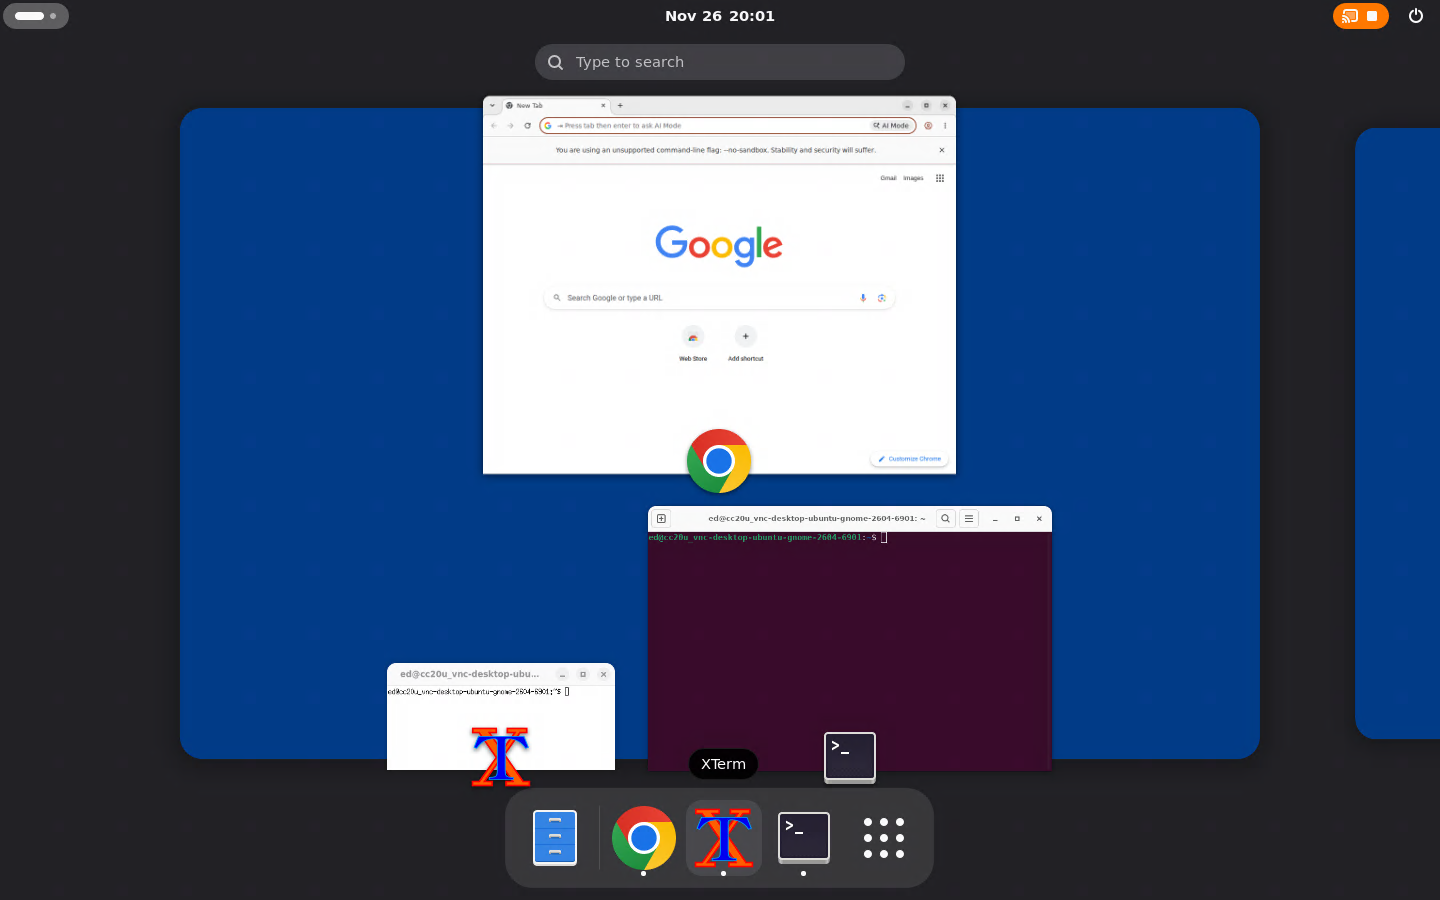 Nov 26 20:01
Type to search
New Tab
Press tab then enter to ask AI Mode
AI Mode
You are using an unsupported command-line flag: --no-sandbox. Stability and security will suffer.
Gmail Images
Google
Search Google or type a URL
Web Store
Add shortcut
Customize Chrome
ed@cc20u_vnc-desktop-ubuntu-gnome-2604-6901: ~
ed@cc20u_vnc-desktop-ubuntu-gnome-2604-6901:~$
ed@cc20u_vnc-desktop-ubu...
ed@cc20u_vnc-desktop-ubuntu-gnome-2604-6901:~$
XTerm